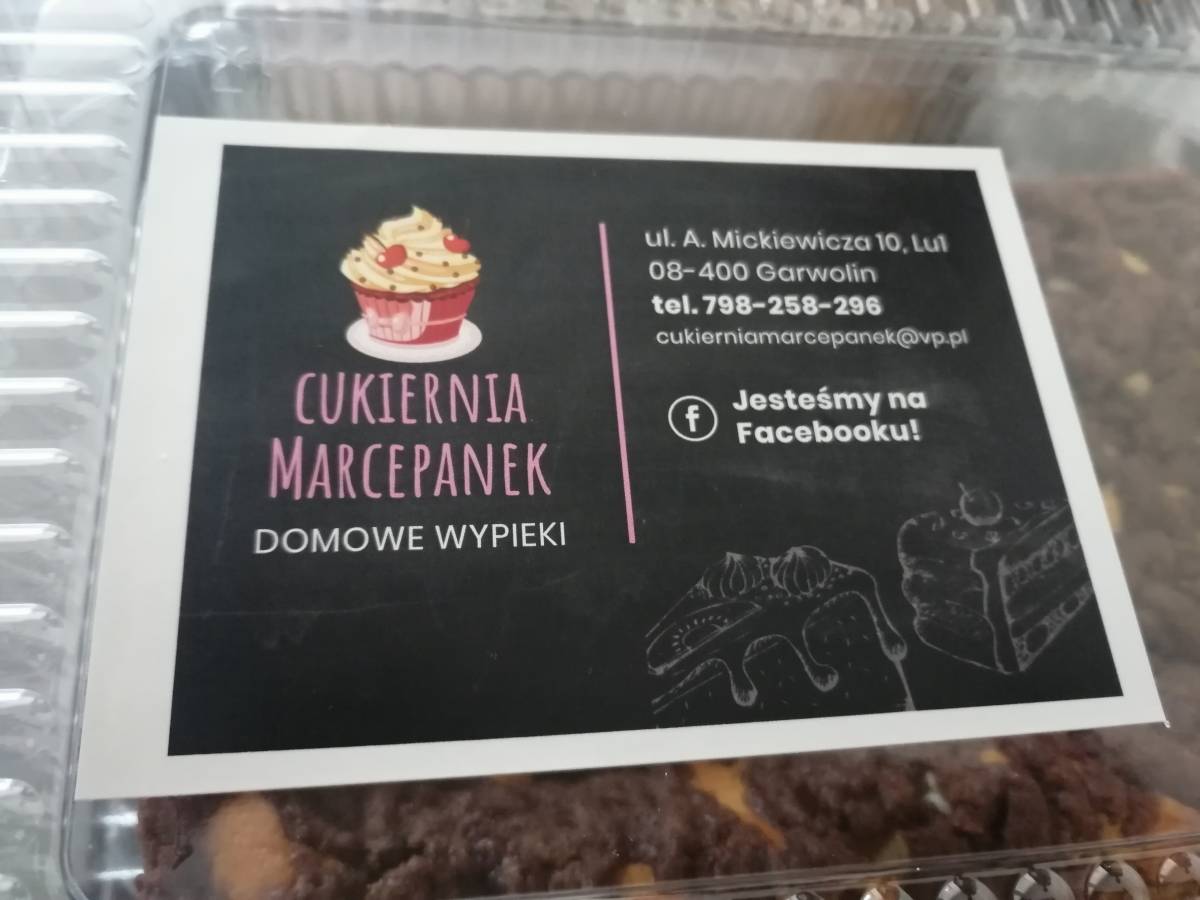 CUKIERNIA
MARCEPANEK
DOMOWE WYPIEKI
ul. A. Mickiewicza 10, Lu1
08-400 Garwolin
tel. 798-258-296
cukierniamarcepanek@vp.pl
f
Jesteśmy na
Facebooku!